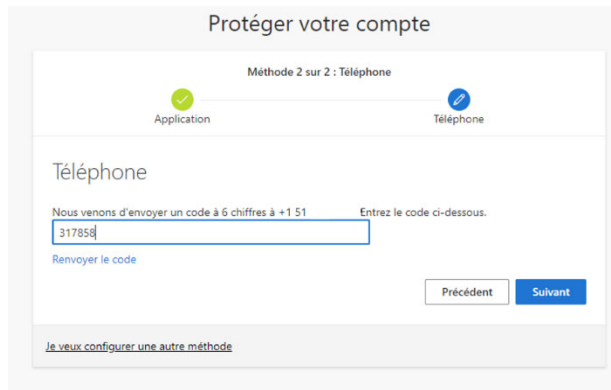 Protéger votre compte
Méthode 2 sur 2 : Téléphone
Application
Téléphone
Téléphone
Nous venons d'envoyer un code à 6 chiffres à +1 51 Entrez le code ci-dessous.
317858
Renvoyer le code
Précédent
Suivant
Je veux configurer une autre méthode